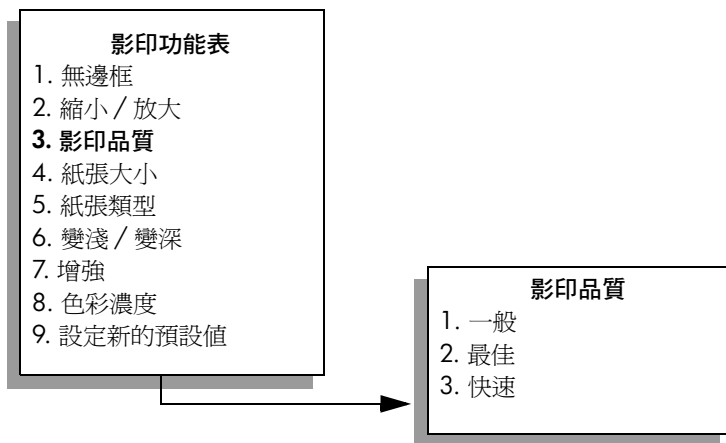 影印功能表
1. 無邊框
2. 縮小 / 放大
3. 影印品質
4. 紙張大小
5. 紙張類型
6. 變淺 / 變深
7. 增強
8. 色彩濃度
9. 設定新的預設值
影印品質
1. 一般
2. 最佳
3. 快速